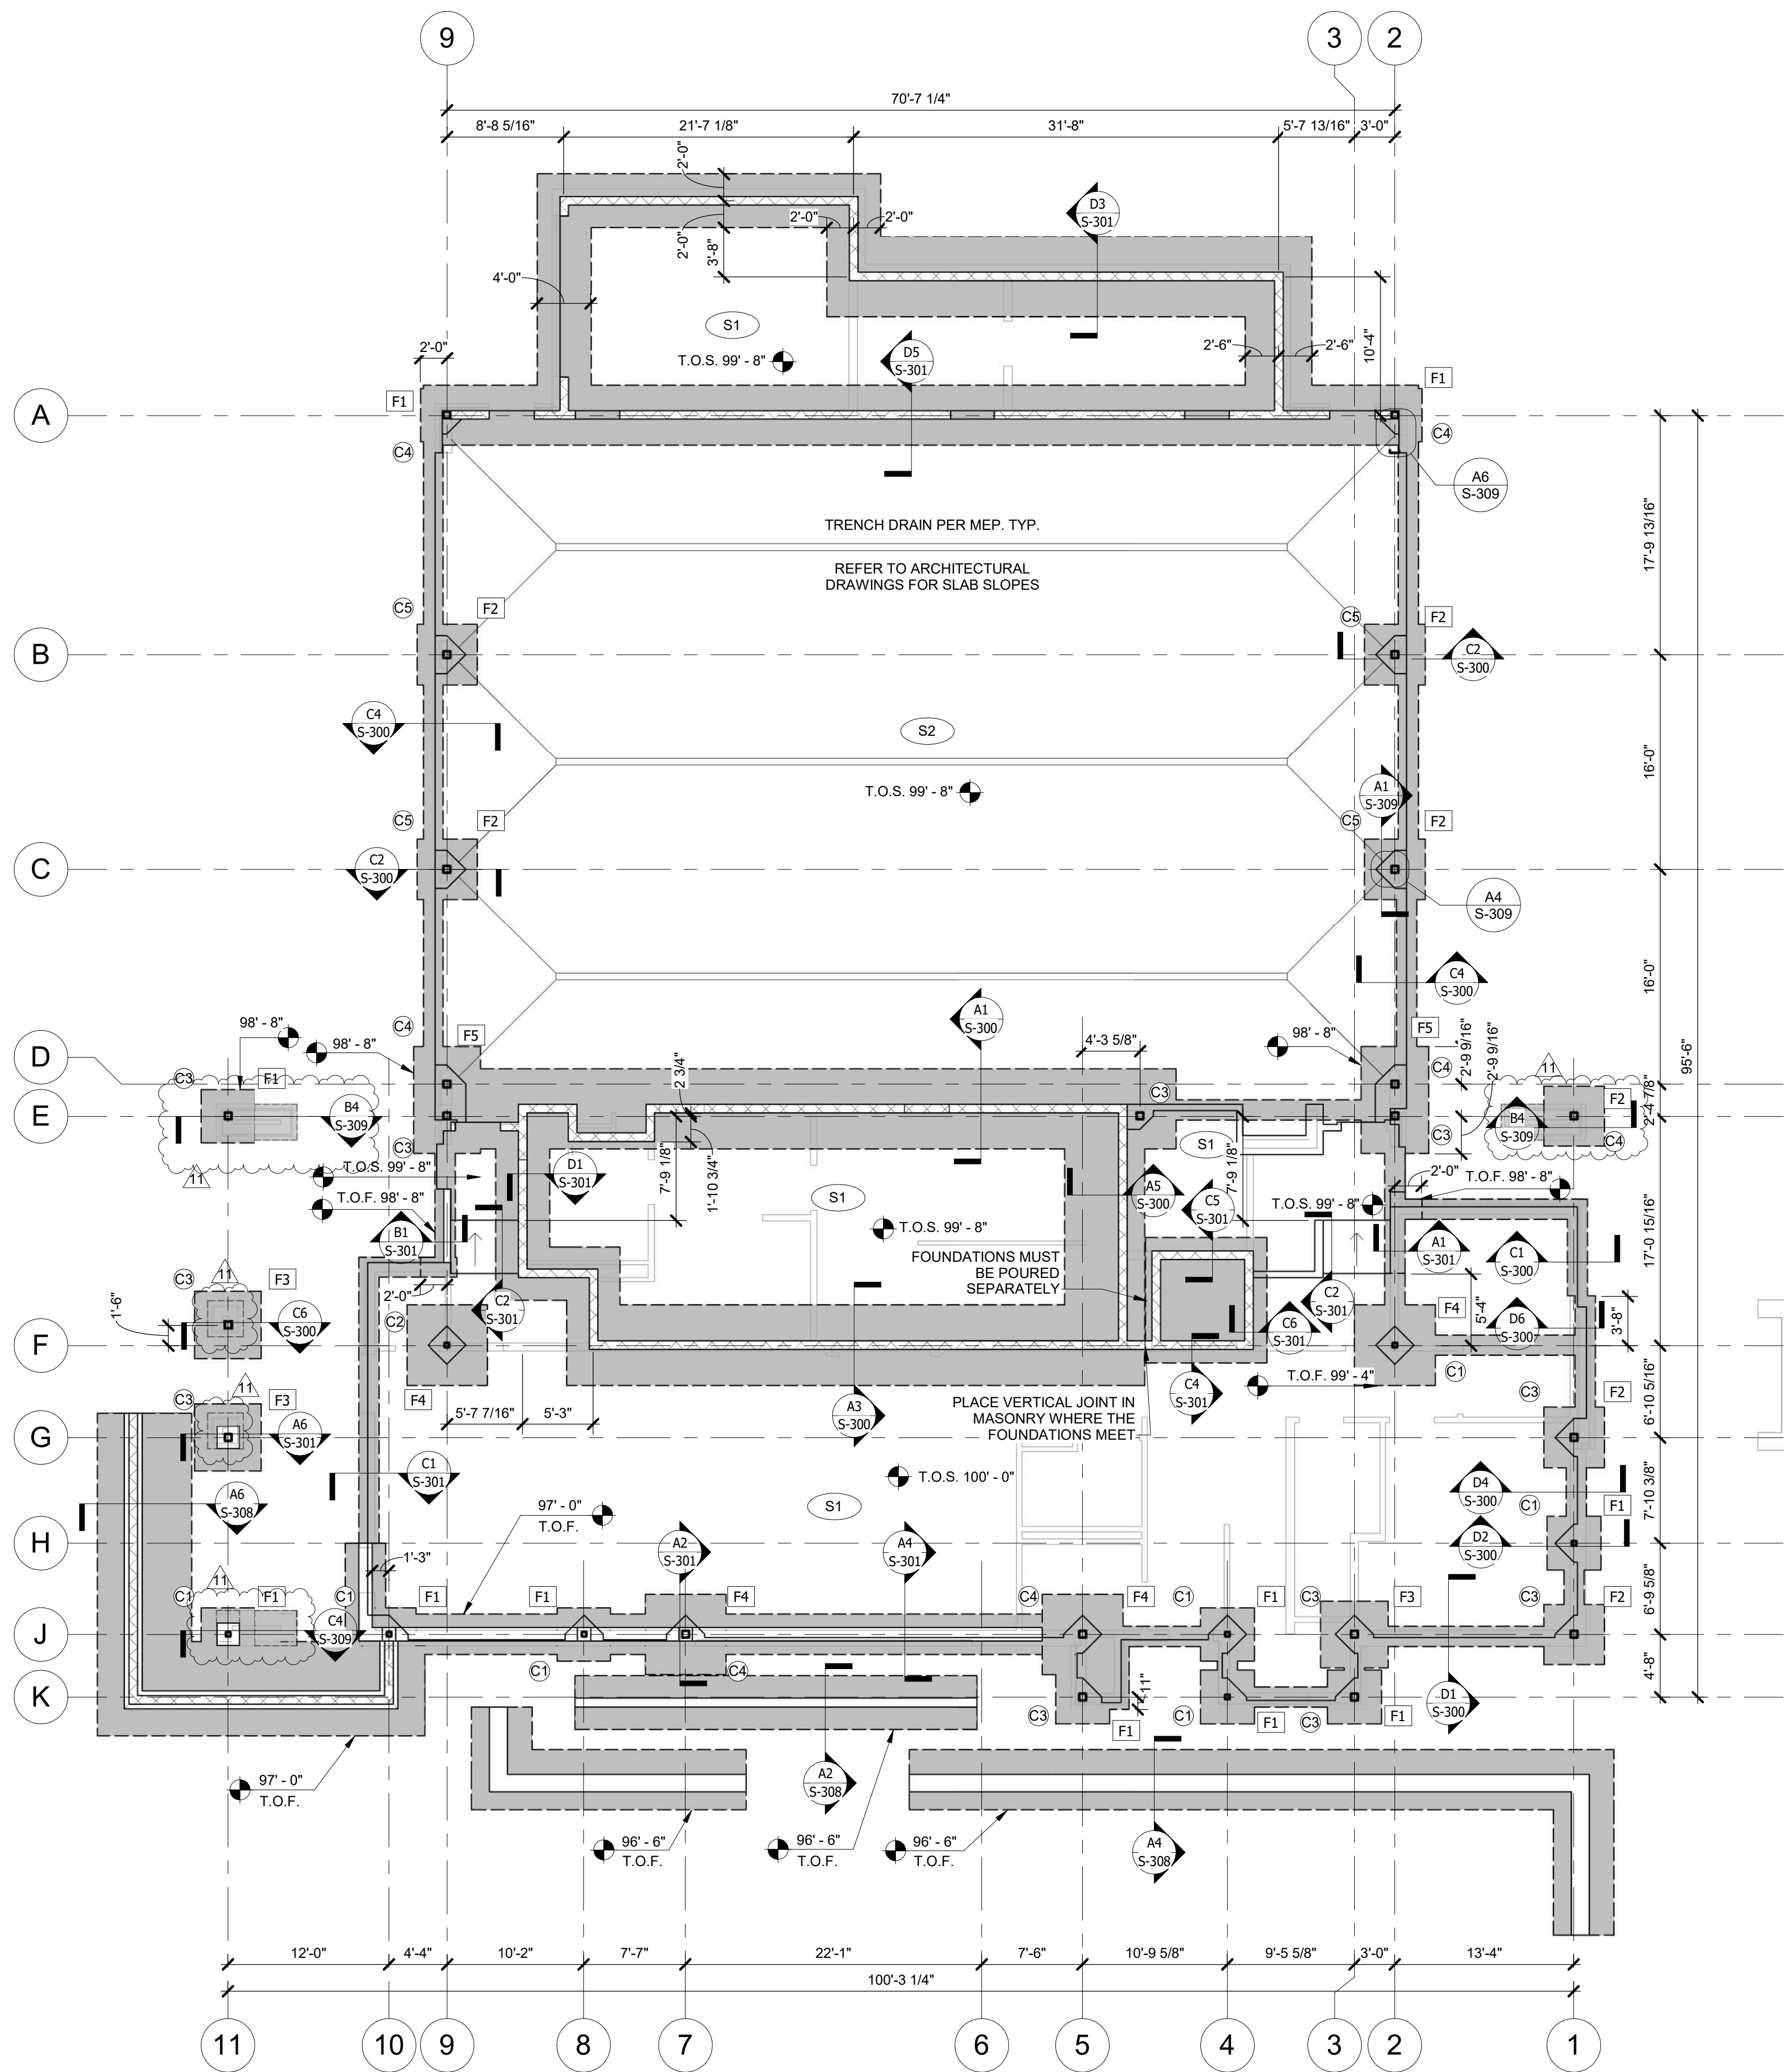 9
3
2
70'-7 1/4"
8'-8 5/16"
21'-7 1/8"
31'-8"
5'-7 13/16"
3'-0"
2'-0"
2'-0"
3'-8"
2'-0"
2'-0"
D3
S-301
4'-0"
S1
T.O.S. 99' - 8"
D5
S-301
2'-6"
2'-6"
10'-4"
2'-0"
F1
F1
A
C4
C4
A6
S-309
TRENCH DRAIN PER MEP. TYP.
REFER TO ARCHITECTURAL
DRAWINGS FOR SLAB SLOPES
17'-9 13/16"
C5
F2
C5
F2
B
C2
S-300
C4
S-300
S2
T.O.S. 99' - 8"
A1
S-309
16'-0"
C5
F2
C5
F2
C
C2
S-300
A4
S-309
C4
S-300
16'-0"
95'-6"
A1
S-300
4'-3 5/8"
98' - 8"
98' - 8"
C4
F5
98' - 8"
F5
C4
2'-9 9/16"
2'-9 9/16"
11
D
C3
F1
2 3/4"
C3
F2
2'-4 7/8"
E
B4
S-309
B4
S-309
C3
C3
C4
11
T.O.S. 99' - 8"
T.O.F. 98' - 8"
D1
S-301
7'-9 1/8"
1'-10 3/4"
S1
A5
S-300
S1
7'-9 1/8"
C5
S-301
2'-0"
T.O.F. 98' - 8"
T.O.S. 99' - 8"
T.O.S. 99' - 8"
B1
S-301
A1
S-301
C1
S-300
17'-0 15/16"
FOUNDATIONS MUST
BE POURED
SEPARATELY
C3
11
F3
2'-0"
C2
S-301
C2
S-301
1'-6"
C6
S-300
C2
C6
S-301
F4
5'-4"
D6
S-300
3'-8"
F
F4
C4
S-301
T.O.F. 99'- 4"
C1
C3
11
F3
5'-7 7/16"
5'-3"
A3
S-300
PLACE VERTICAL JOINT IN
MASONRY WHERE THE
FOUNDATIONS MEET
C3
F2
6'-10 5/16"
G
A6
S-301
C1
S-301
T.O.S. 100' - 0"
S1
A6
S-308
97' - 0"
T.O.F.
D4
S-300
C1
F1
7'-10 3/8"
H
D2
S-300
A2
S-301
A4
S-301
1'-3"
11
C1
F1
C1
F1
F1
F4
C4
F4
C1
F1
C3
F3
C3
F2
6'-9 5/8"
J
C4
S-309
C1
C4
4'-8"
K
11"
C3
F1
C1
F1
C3
F1
D1
S-300
97' - 0"
T.O.F.
A2
S-308
96' - 6"
T.O.F.
96' - 6"
T.O.F.
96' - 6"
T.O.F.
A4
S-308
12'-0"
4'-4"
10'-2"
7'-7"
22'-1"
7'-6"
10'-9 5/8"
9'-5 5/8"
3'-0"
13'-4"
100'-3 1/4"
11
10
9
8
7
6
5
4
3
2
1